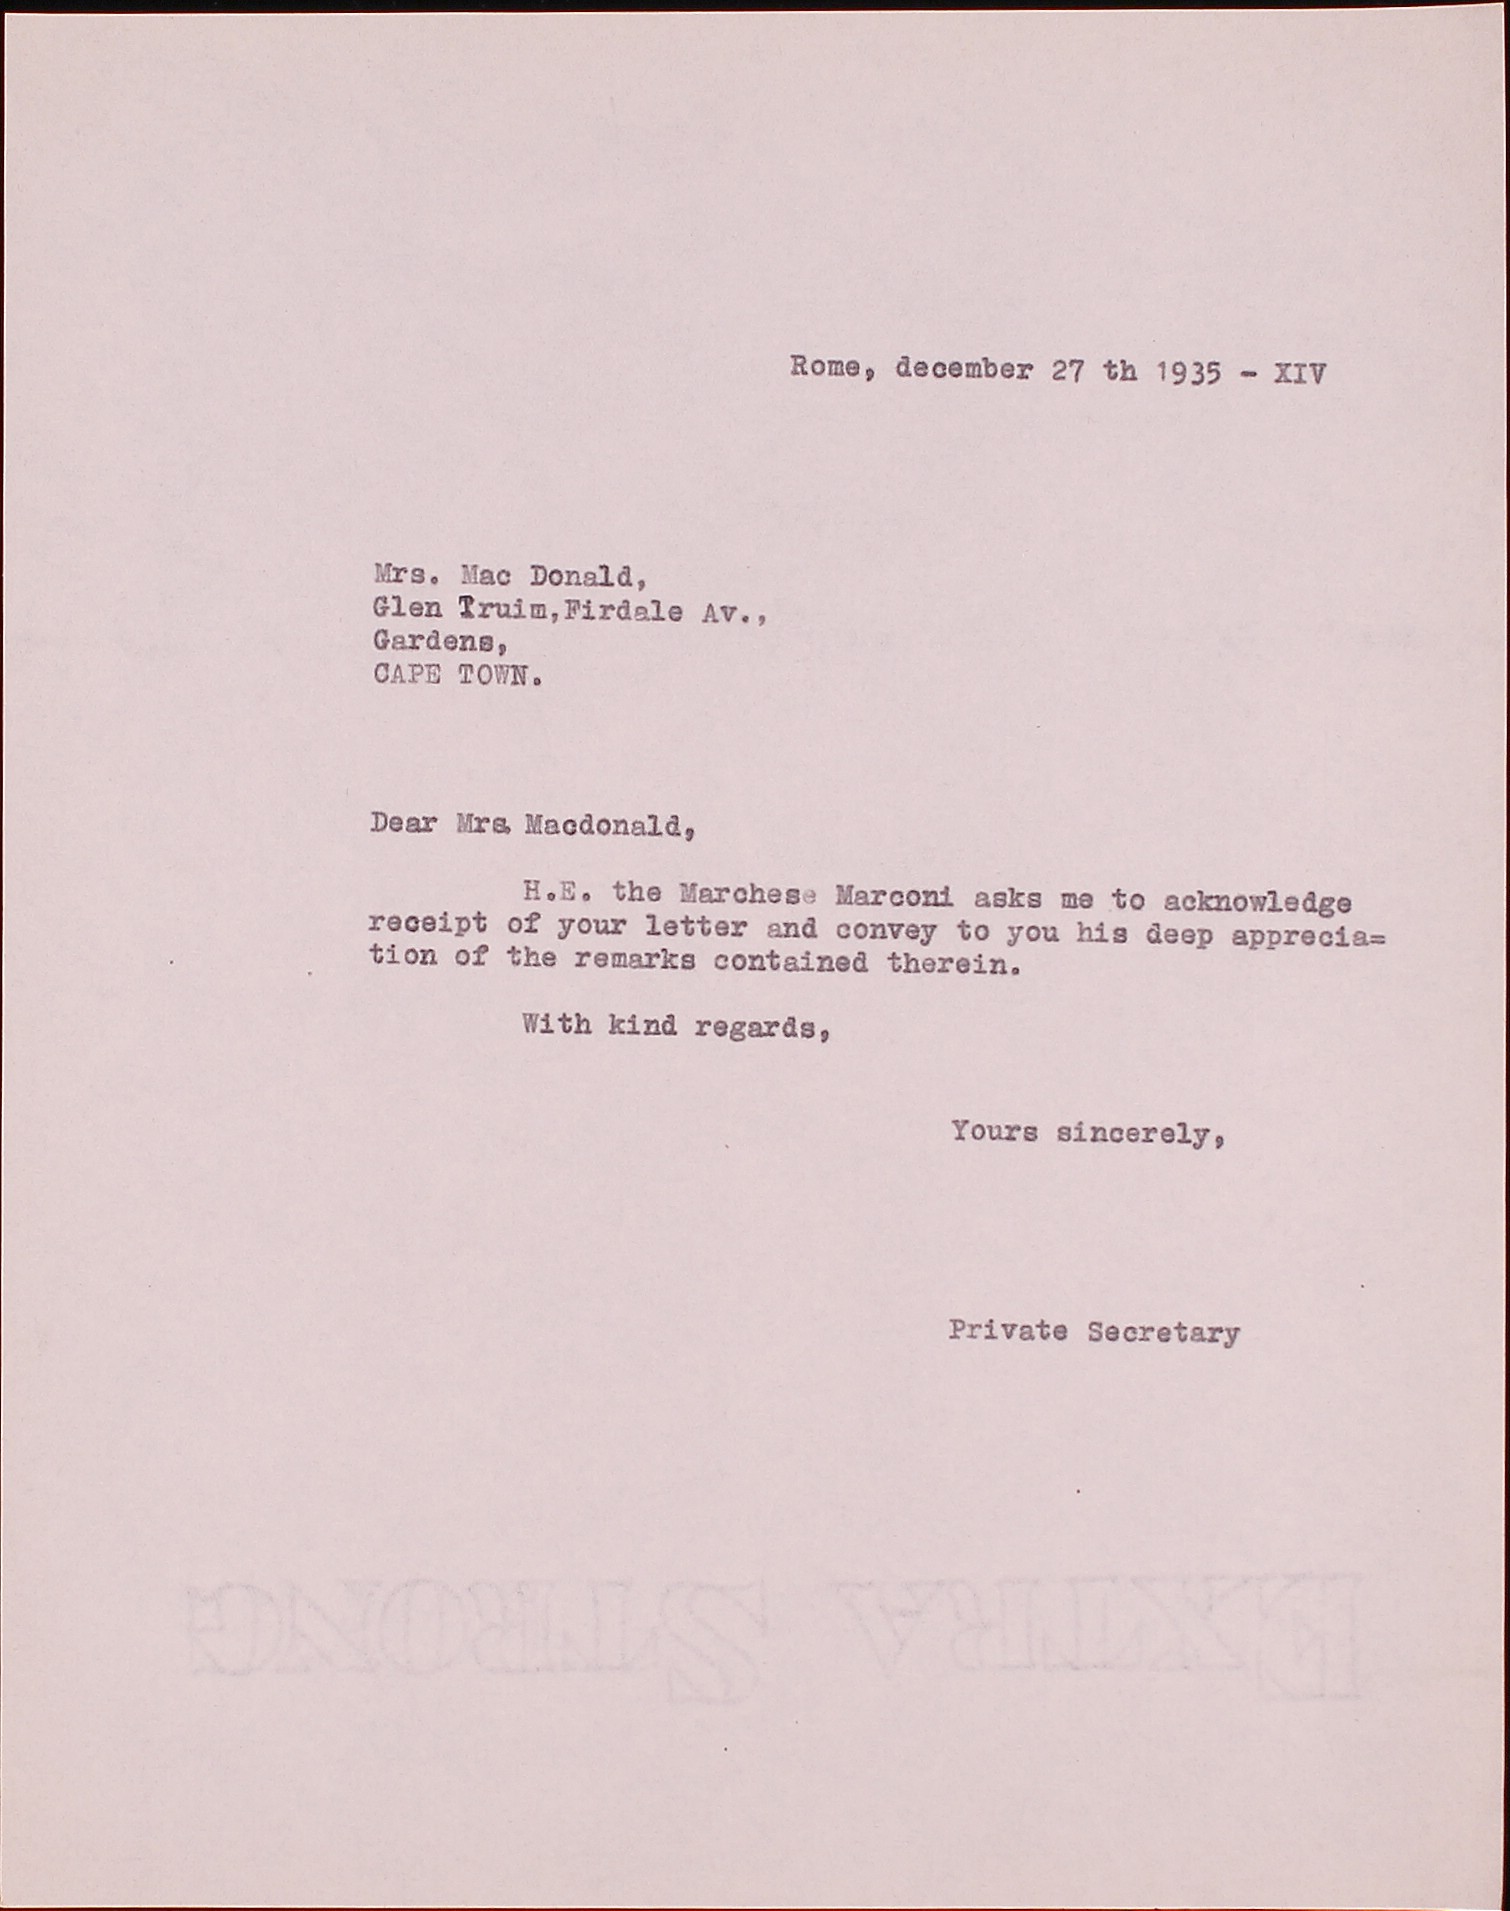 Rome, december 27 th 1935 - XIV
Mrs. Mac Donald,
Glen Truim,Firdale Av.,
Gardens,
CAPE TOWN.
Dear Mrs. Macdonald,
H.E. the Marchese Marconi asks me to acknowledge
receipt of your letter and convey to you his deep apprecia=
tion of the remarks contained therein.
With kind regards,
Yours sincerely,
Private Secretary
EXTRA STRONG